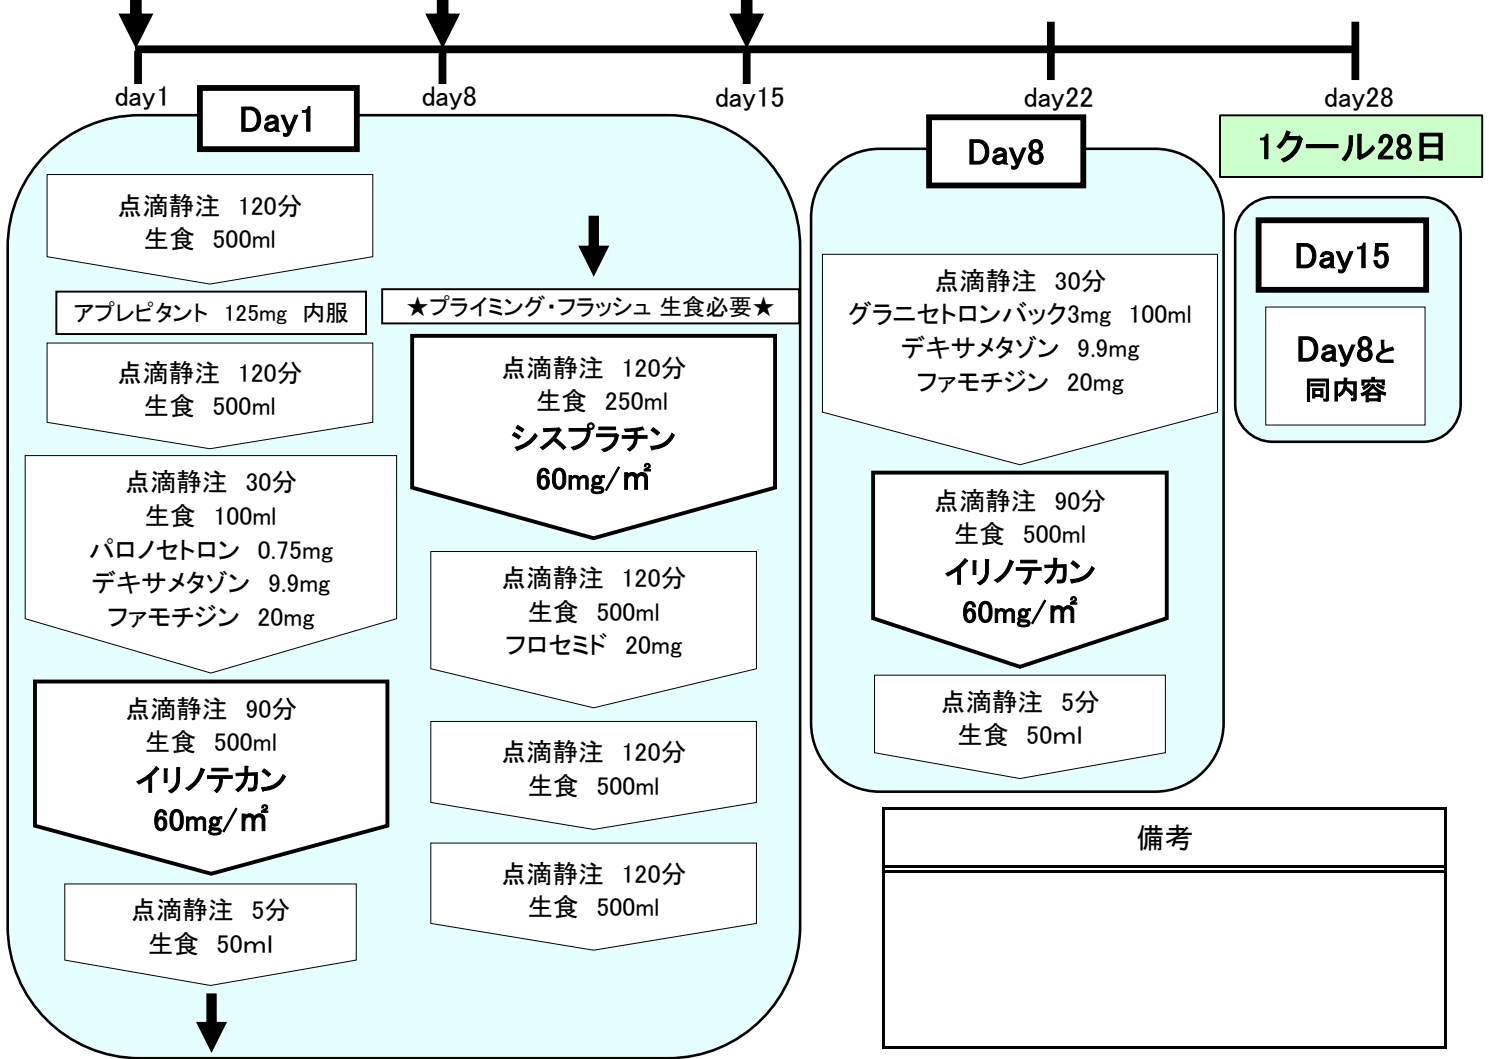 day1
day8
day15
day22
day28
Day1
点滴静注 120分
生食 500ml
アプレピタント 125mg 内服
点滴静注 120分
生食 500ml
点滴静注 30分
生食 100ml
パロノセトロン 0.75mg
デキサメタゾン 9.9mg
ファモチジン 20mg
点滴静注 90分
生食 500ml
イリノテカン
60mg/㎡
点滴静注 5分
生食 50ml
★プライミング・フラッシュ 生食必要★
点滴静注 120分
生食 250ml
シスプラチン
60mg/㎡
点滴静注 120分
生食 500ml
フロセミド 20mg
点滴静注 120分
生食 500ml
点滴静注 120分
生食 500ml
Day8
点滴静注 30分
グラニセトロンバック3mg 100ml
デキサメタゾン 9.9mg
ファモチジン 20mg
点滴静注 90分
生食 500ml
イリノテカン
60mg/㎡
点滴静注 5分
生食 50ml
1クール28日
Day15
Day8と
同内容
備考